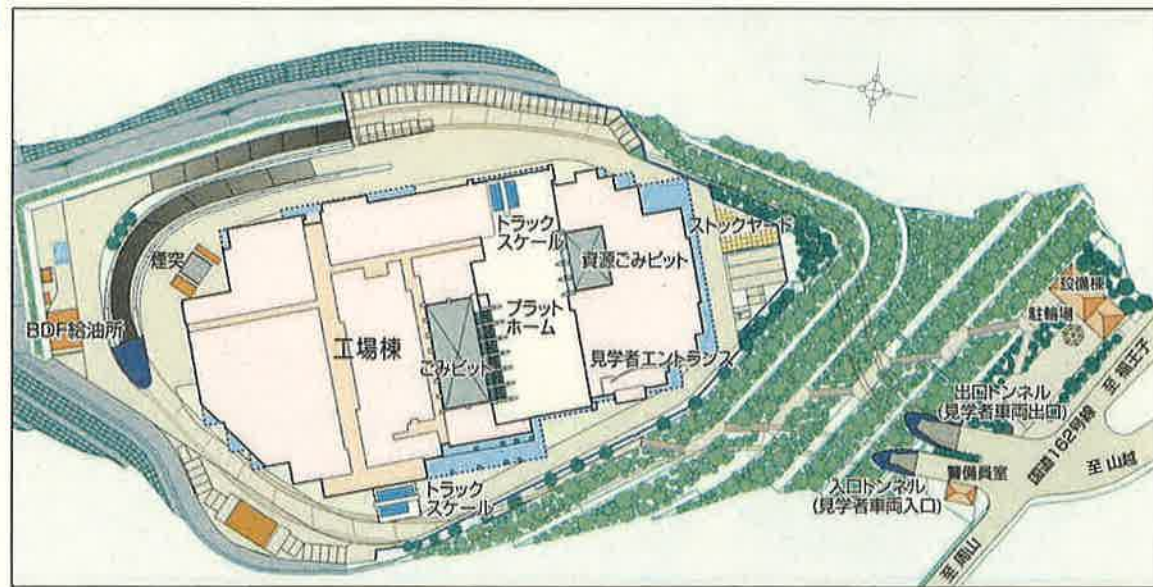 トラック
スケール
ストックヤード
資源ごみピット
煙突
設備棟
プラット
ホーム
駐輪場
BDF給油所
工場棟
ごみピット
見学者エントランス
至 福王子
出口トンネル
(見学者車両出口)
国道162号線
至 山越
トラック
スケール
入口トンネル
(見学者車両入口)
警備員室
至 周山